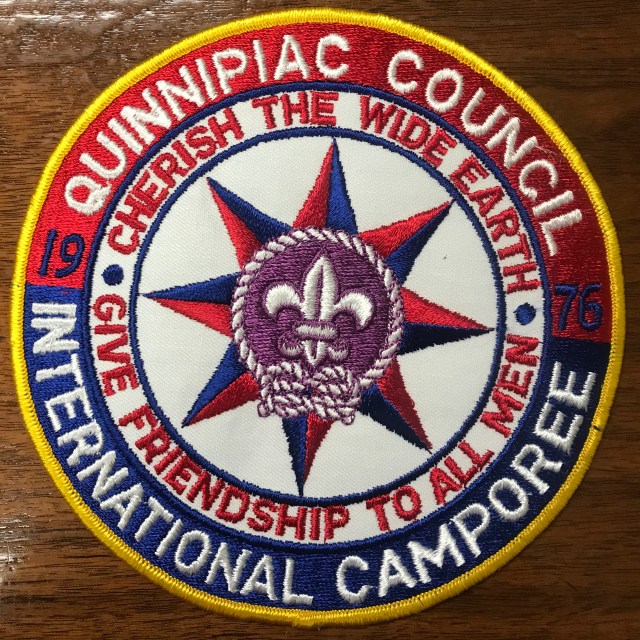 QUINNIPIAC COUNCIL
19 76
INTERNATIONAL CAMPOREE
CHERISH THE WIDE EARTH
• GIVE FRIENDSHIP TO ALL MEN •